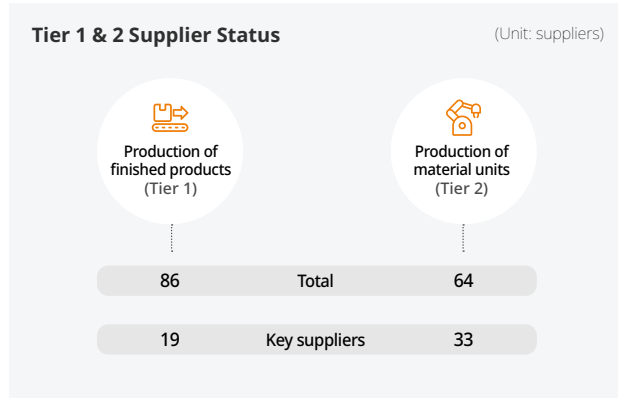 Tier 1 & 2 Supplier Status
(Unit: suppliers)
Production of
finished products
(Tier 1)
Production of
material units
(Tier 2)
86 Total 64
19 Key suppliers 33